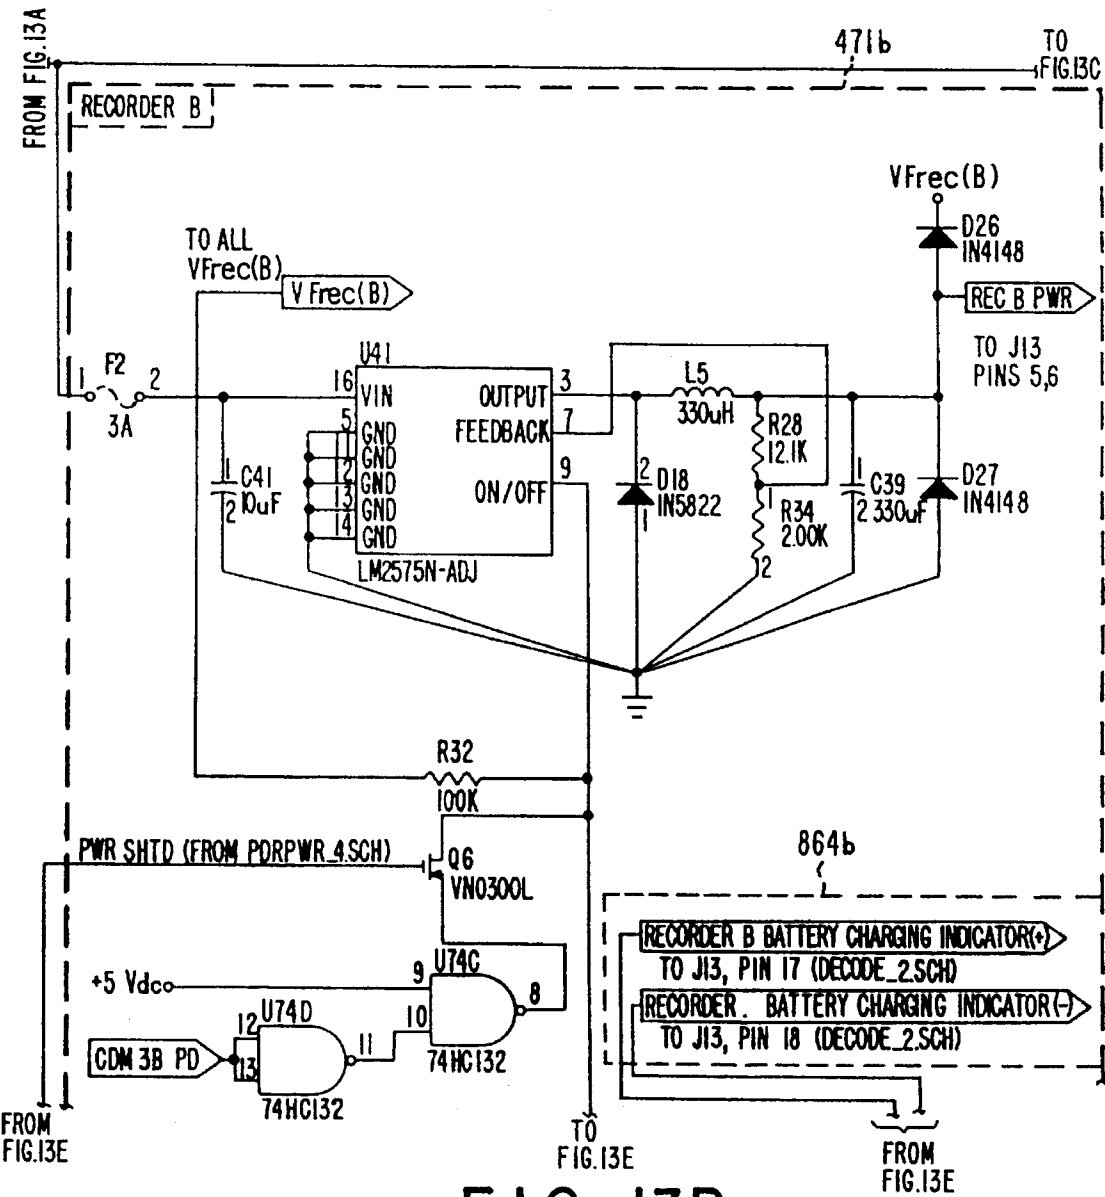 FROM FIG.13A
471b
TO
FIG.13C
RECORDER B
VFrec(B)
D26
IN4148
TO ALL
VFrec(B)
V Frec(B)
REC B PWR
TO J13
PINS 5,6
F2
1
2
3A
U41
16
VIN
OUTPUT
3
5
GND
FEEDBACK
7
GND
12
GND
ON/OFF
9
13
GND
14
GND
LM2575N-ADJ
1
C41
2
10uF
L5
330uH
R28
12.1K
2
D18
IN5822
1
1
R34
2.00K
2
1
C39
2
330uF
D27
IN4148
R32
100K
PWR SHTD (FROM PDRPWR_4.SCH)
Q6
VN0300L
864b
RECORDER B BATTERY CHARGING INDICATOR(+)
TO J13, PIN 17 (DECODE_2.SCH)
RECORDER . BATTERY CHARGING INDICATOR(-)
TO J13, PIN 18 (DECODE_2.SCH)
+5 Vdc
9
U74C
8
10
74HC132
12
U74D
11
CDM 3B PD
13
74HC132
FROM
FIG.13E
TO
FIG.13E
FROM
FIG.13E